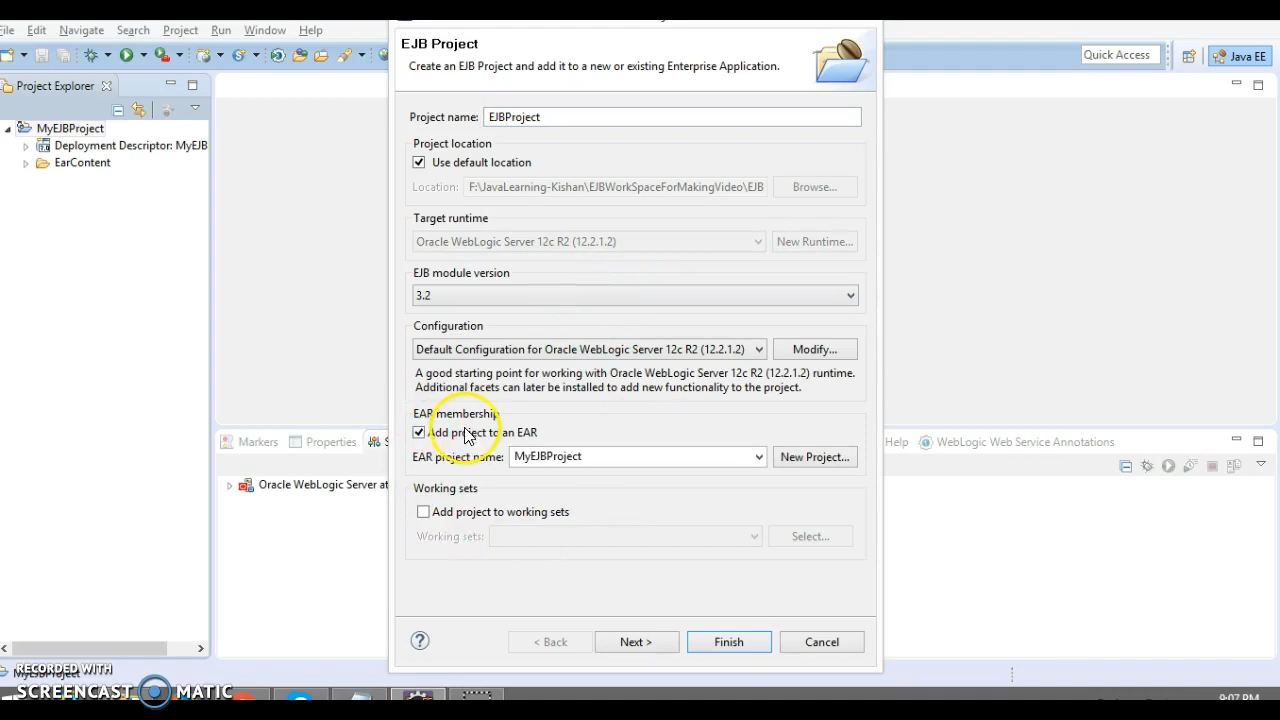 File Edit Navigate Search Project Run Window Help
Quick Access
Java EE
Project Explorer
MyEJBProject
Deployment Descriptor: MyEJB
EarContent
EJB Project
Create an EJB Project and add it to a new or existing Enterprise Application.
Project name: EJBProject
Project location
Use default location
Location: F:\JavaLearning-Kishan\EJBWorkSpaceForMakingVideo\EJB Browse...
Target runtime
Oracle WebLogic Server 12c R2 (12.2.1.2) New Runtime...
EJB module version
3.2
Configuration
Default Configuration for Oracle WebLogic Server 12c R2 (12.2.1.2) Modify...
A good starting point for working with Oracle WebLogic Server 12c R2 (12.2.1.2) runtime.
Additional facets can later be installed to add new functionality to the project.
EAR membership
Add project to an EAR
EAR project name: MyEJBProject New Project...
Working sets
Add project to working sets
Working sets: Select...
< Back Next > Finish Cancel
Markers Properties S
Help WebLogic Web Service Annotations
Oracle WebLogic Server at
MyEJBProject
RECORDED WITH
SCREENCAST MATIC
9:07 PM